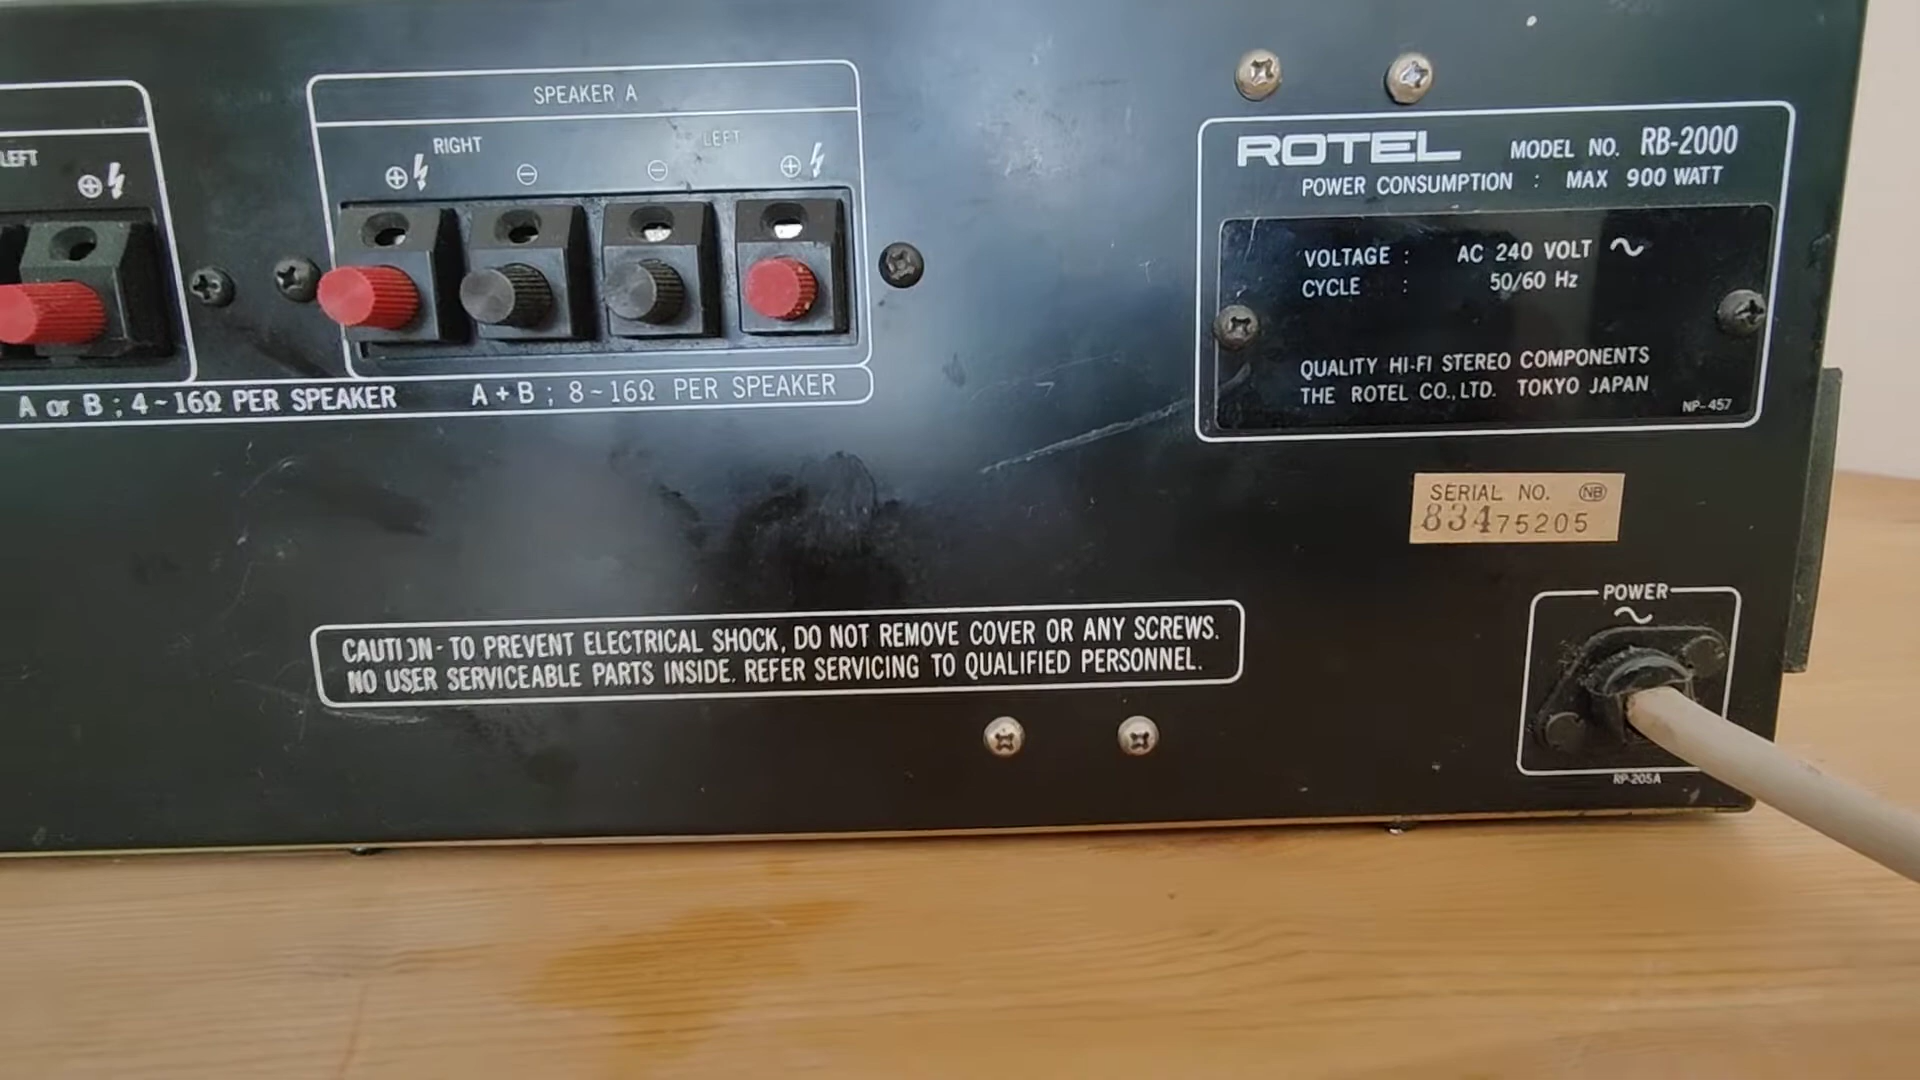 LEFT
⊕
SPEAKER A
RIGHT LEFT
⊕ ⊖ ⊖ ⊕
A or B ; 4~16Ω PER SPEAKER A + B ; 8~16Ω PER SPEAKER
ROTEL MODEL NO. RB-2000
POWER CONSUMPTION : MAX 900 WATT
VOLTAGE : AC 240 VOLT ~
CYCLE : 50/60 Hz
QUALITY HI-FI STEREO COMPONENTS
THE ROTEL CO., LTD. TOKYO JAPAN
NP-457
SERIAL NO. NB
83475205
CAUTION - TO PREVENT ELECTRICAL SHOCK, DO NOT REMOVE COVER OR ANY SCREWS.
NO USER SERVICEABLE PARTS INSIDE. REFER SERVICING TO QUALIFIED PERSONNEL.
POWER
~
RP-205A